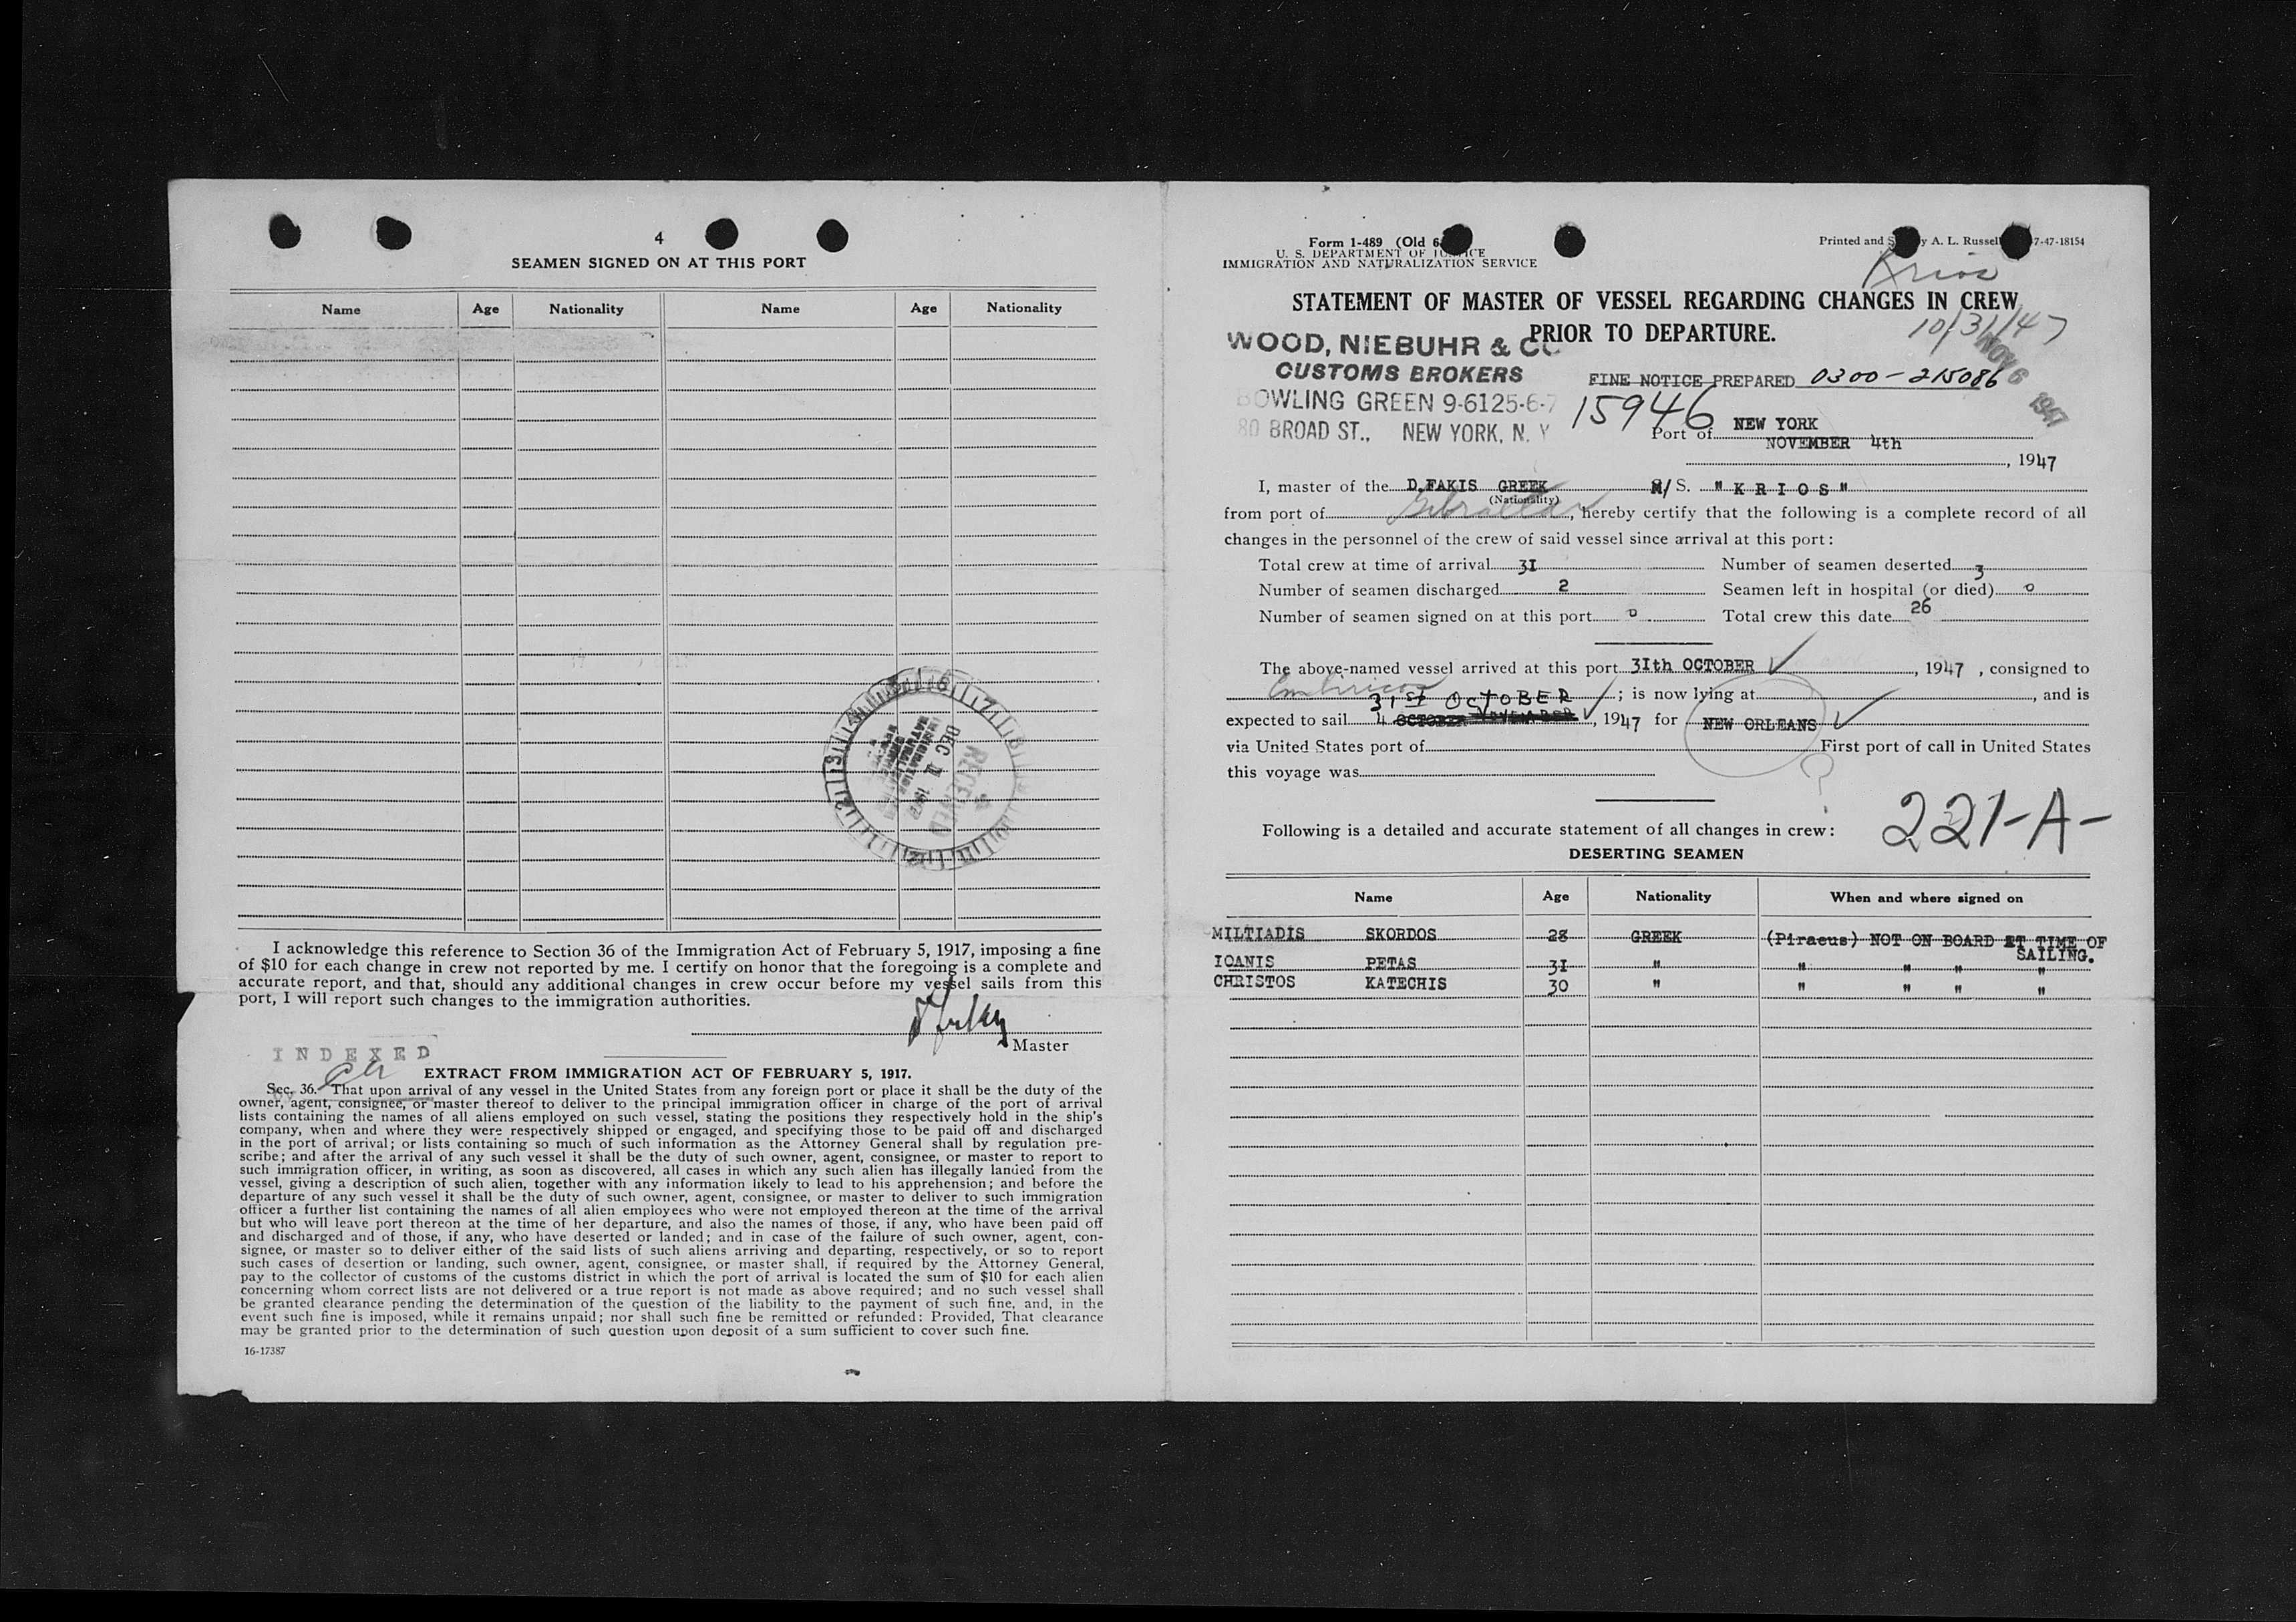 4
SEAMEN SIGNED ON AT THIS PORT
Name Age Nationality Name Age Nationality
RECEIVED
DEC 1947
I acknowledge this reference to Section 36 of the Immigration Act of February 5, 1917, imposing a fine
of $10 for each change in crew not reported by me. I certify on honor that the foregoing is a complete and
accurate report, and that, should any additional changes in crew occur before my vessel sails from this
port, I will report such changes to the immigration authorities.
Master
INDEXED
EXTRACT FROM IMMIGRATION ACT OF FEBRUARY 5, 1917.
Sec. 36. That upon arrival of any vessel in the United States from any foreign port or place it shall be the duty of the
owner, agent, consignee, or master thereof to deliver to the principal immigration officer in charge of the port of arrival
lists containing the names of all aliens employed on such vessel, stating the positions they respectively hold in the ship's
company, when and where they were respectively shipped or engaged, and specifying those to be paid off and discharged
in the port of arrival; or lists containing so much of such information as the Attorney General shall by regulation pre-
scribe; and after the arrival of any such vessel it shall be the duty of such owner, agent, consignee, or master to report to
such immigration officer, in writing, as soon as discovered, all cases in which any such alien has illegally landed from the
vessel, giving a description of such alien, together with any information likely to lead to his apprehension; and before the
departure of any such vessel it shall be the duty of such owner, agent, consignee, or master to deliver to such immigration
officer a further list containing the names of all alien employees who were not employed thereon at the time of the arrival
but who will leave port thereon at the time of her departure, and also the names of those, if any, who have been paid off
and discharged and of those, if any, who have deserted or landed; and in case of the failure of such owner, agent, con-
signee, or master so to deliver either of the said lists of such aliens arriving and departing, respectively, or so to report
such cases of desertion or landing, such owner, agent, consignee, or master shall, if required by the Attorney General,
pay to the collector of customs of the customs district in which the port of arrival is located the sum of $10 for each alien
concerning whom correct lists are not delivered or a true report is not made as above required; and no such vessel shall
be granted clearance pending the determination of the question of the liability to the payment of such fine, and, in the
event such fine is imposed, while it remains unpaid; nor shall such fine be remitted or refunded: Provided, That clearance
may be granted prior to the determination of such question upon deposit of a sum sufficient to cover such fine.
16-17387
Form 1-489 (Old 6 Printed and S y A. L. Russell 7-47-18154
U. S. DEPARTMENT OF JUSTICE
IMMIGRATION AND NATURALIZATION SERVICE
Krios
STATEMENT OF MASTER OF VESSEL REGARDING CHANGES IN CREW
PRIOR TO DEPARTURE.
10/31/47
WOOD, NIEBUHR & CO
CUSTOMS BROKERS
BOWLING GREEN 9-6125-6-7
80 BROAD ST., NEW YORK, N. Y
FINE NOTICE PREPARED 0300-215086
NOV 6 1947
15946
Port of NEW YORK
NOVEMBER 4th
, 1947
I, master of the D.FAKIS GREEK M/S. "KRIOS"
(Nationality)
from port of Gibraltar, hereby certify that the following is a complete record of all
changes in the personnel of the crew of said vessel since arrival at this port:
Total crew at time of arrival 31 Number of seamen deserted 3
Number of seamen discharged 2 Seamen left in hospital (or died) 0
Number of seamen signed on at this port 0 Total crew this date 26
The above-named vessel arrived at this port 31th OCTOBER, 1947, consigned to
Embiricos 31st OCTOBER; is now lying at, and is
expected to sail 4 OCTOBER NOVEMBER, 1947 for NEW ORLEANS
via United States port of First port of call in United States
this voyage was
?
221-A-
Following is a detailed and accurate statement of all changes in crew:
DESERTING SEAMEN
Name Age Nationality When and where signed on
MILTIADIS SKORDOS 28 GREEK (Piraeus) NOT ON BOARD AT TIME OF
SAILING.
IOANIS PETAS 31 " " " " "
CHRISTOS KATECHIS 30 " " " " "